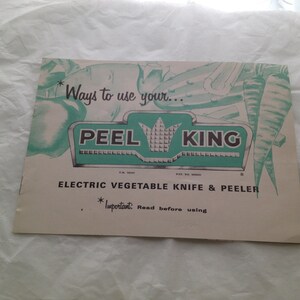 *Ways to use your...
PEEL KING
®
ELECTRIC VEGETABLE KNIFE & PEELER
*Important: Read before using